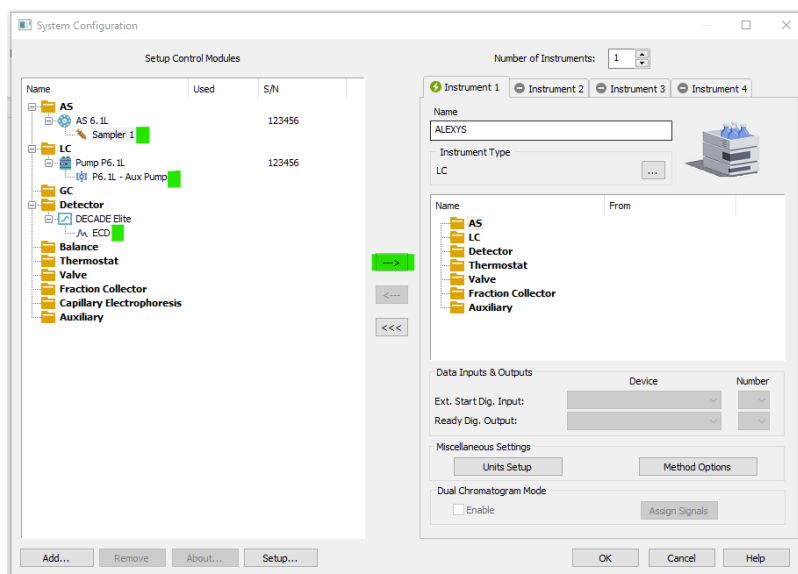 System Configuration
Setup Control Modules
Number of Instruments: 1
Name Used S/N
AS
AS 6.1L 123456
Sampler 1
LC
Pump P6.1L 123456
P6.1L - Aux Pump
GC
Detector
DECADE Elite
ECD
Balance
Thermostat
Valve
Fraction Collector
Capillary Electrophoresis
Auxiliary
--->
<---
<<<
Add...
Remove
About...
Setup...
Instrument 1 Instrument 2 Instrument 3 Instrument 4
Name
ALEXYS
Instrument Type
LC ...
Name From
AS
LC
Detector
Thermostat
Valve
Fraction Collector
Auxiliary
Data Inputs & Outputs
Device Number
Ext. Start Dig. Input:
Ready Dig. Output:
Miscellaneous Settings
Units Setup Method Options
Dual Chromatogram Mode
Enable Assign Signals
OK Cancel Help